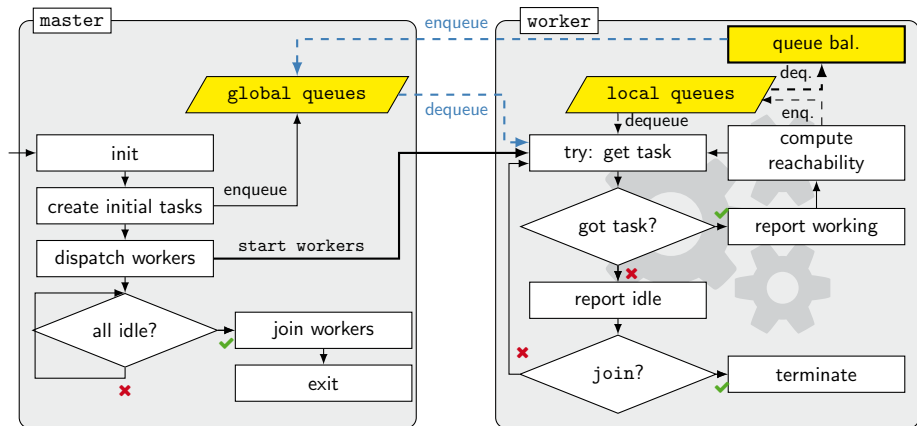 master
enqueue
worker
queue bal.
deq.
global queues
dequeue
local queues
enq.
dequeue
init
try: get task
compute
reachability
enqueue
create initial tasks
got task?
report working
start workers
dispatch workers
report idle
all idle?
join workers
join?
terminate
exit